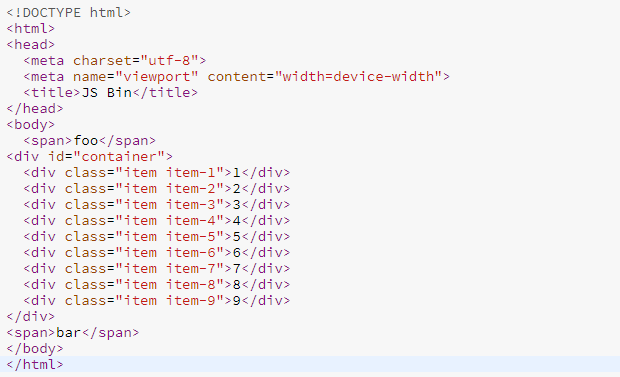 <!DOCTYPE html>
<html>
<head>
  <meta charset="utf-8">
  <meta name="viewport" content="width=device-width">
  <title>JS Bin</title>
</head>
<body>
  <span>foo</span>
<div id="container">
  <div class="item item-1">1</div>
  <div class="item item-2">2</div>
  <div class="item item-3">3</div>
  <div class="item item-4">4</div>
  <div class="item item-5">5</div>
  <div class="item item-6">6</div>
  <div class="item item-7">7</div>
  <div class="item item-8">8</div>
  <div class="item item-9">9</div>
</div>
<span>bar</span>
</body>
</html>